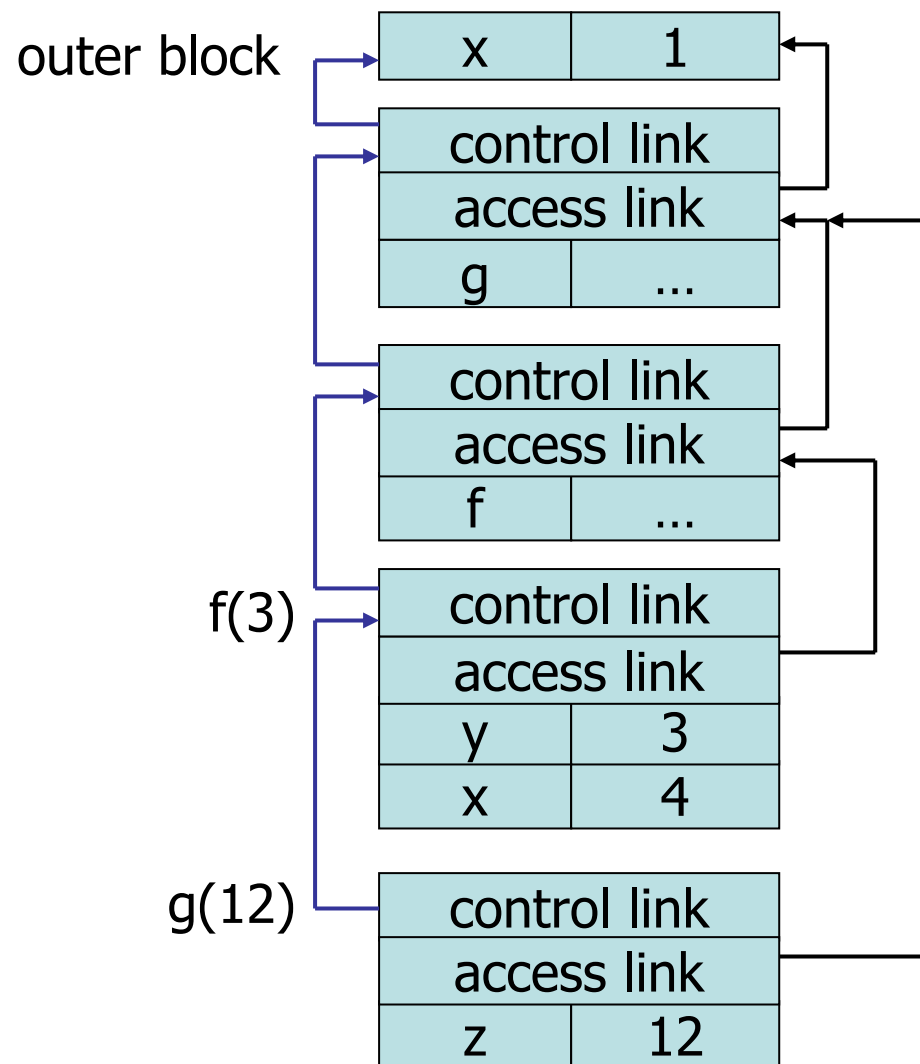 outer block
x 1
control link
access link
g ...
control link
access link
f ...
f(3)
control link
access link
y 3
x 4
g(12)
control link
access link
z 12